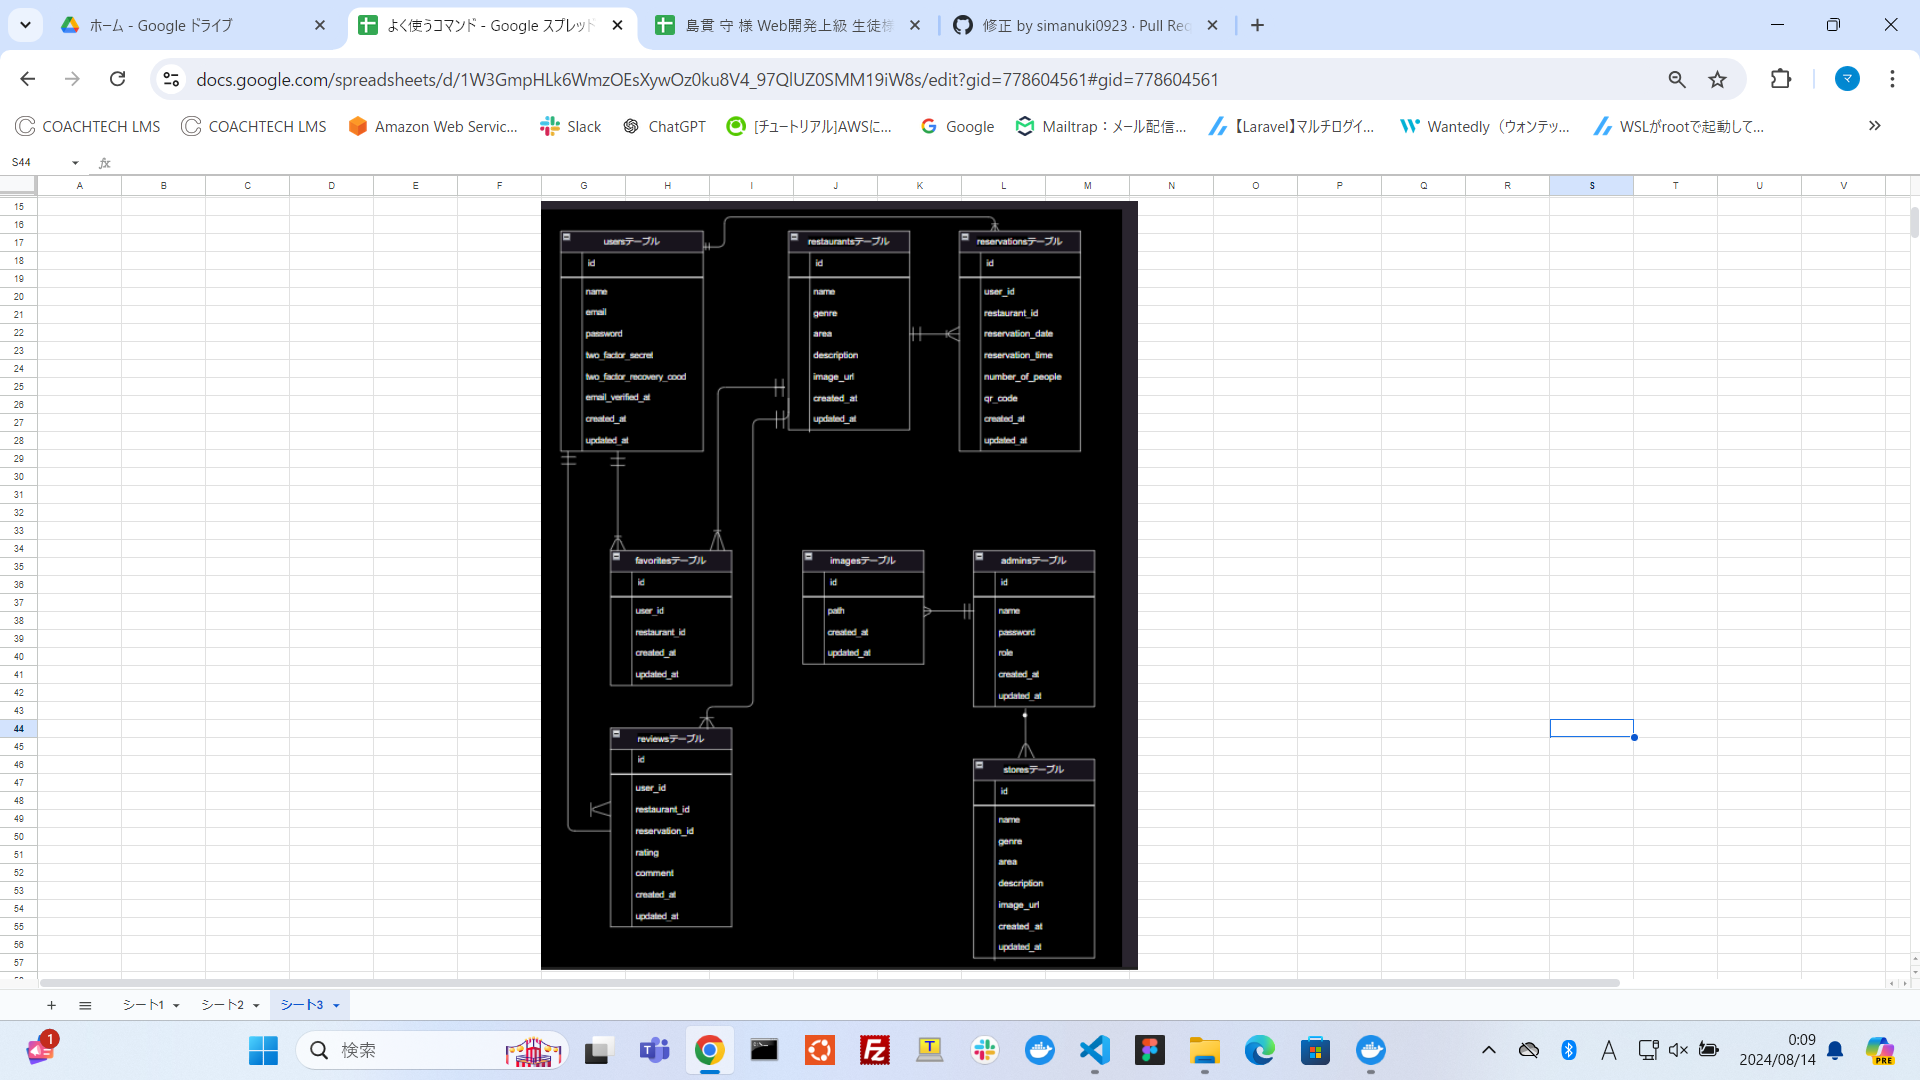 ホーム - Google ドライブ
よく使うコマンド - Google スプレッド
島貫 守 様 Web開発上級 生徒様
修正 by simanuki0923 · Pull Req
docs.google.com/spreadsheets/d/1W3GmpHLk6WmzOEsXywOz0ku8V4_97QlUZ0SMM19iW8s/edit?gid=778604561#gid=778604561
マ
COACHTECH LMS
COACHTECH LMS
Amazon Web Servic...
Slack
ChatGPT
[チュートリアル]AWSに...
Google
Mailtrap：メール配信...
【Laravel】マルチログイ...
Wantedly（ウォンテッ...
WSLがrootで起動して...
S44
fx
A B C D E F G H I J K L M N O P Q R S T U V
15
16
17
18
19
20
21
22
23
24
25
26
27
28
29
30
31
32
33
34
35
36
37
38
39
40
41
42
43
44
45
46
47
48
49
50
51
52
53
54
55
56
57
usersテーブル
id
name
email
password
two_factor_secret
two_factor_recovery_cood
email_verified_at
created_at
updated_at
restaurantsテーブル
id
name
genre
area
description
image_url
created_at
updated_at
reservationsテーブル
id
user_id
restaurant_id
reservation_date
reservation_time
number_of_people
qr_code
created_at
updated_at
favoritesテーブル
id
user_id
restaurant_id
created_at
updated_at
imagesテーブル
id
path
created_at
updated_at
adminsテーブル
id
name
password
role
created_at
updated_at
reviewsテーブル
id
user_id
restaurant_id
reservation_id
rating
comment
created_at
updated_at
storesテーブル
id
name
genre
area
description
image_url
created_at
updated_at
シート1
シート2
シート3
1
検索
A
0:09
2024/08/14
PRE